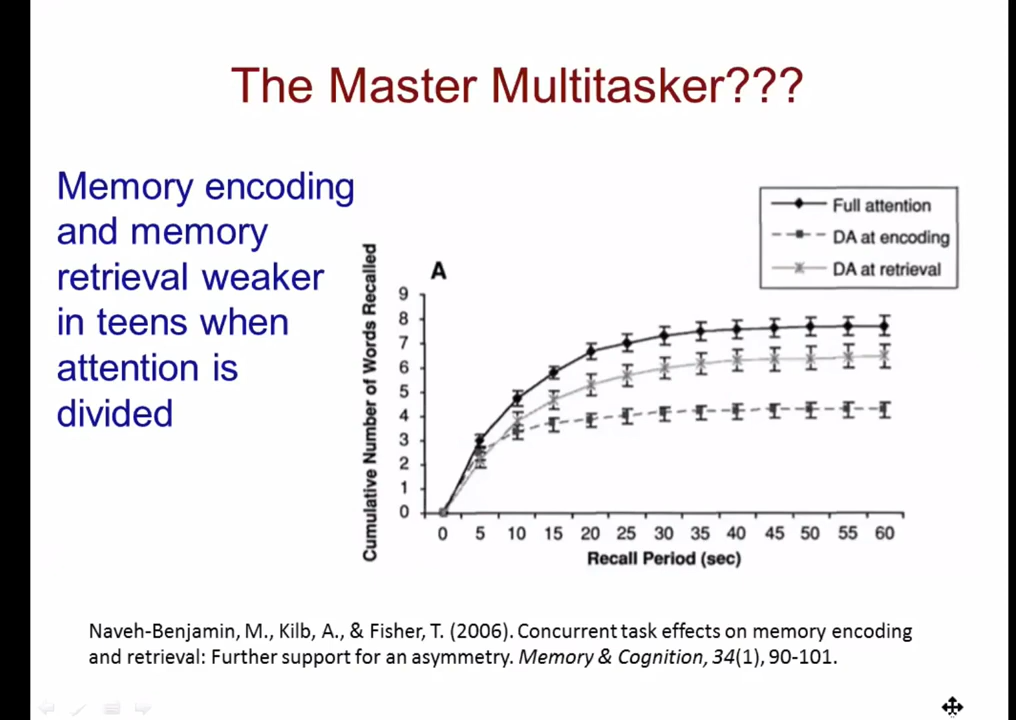 The Master Multitasker???
Memory encoding
and memory
retrieval weaker
in teens when
attention is
divided
Full attention
DA at encoding
DA at retrieval
A
Cumulative Number of Words Recalled
9
8
7
6
5
4
3
2
1
0
0 5 10 15 20 25 30 35 40 45 50 55 60
Recall Period (sec)
Naveh-Benjamin, M., Kilb, A., & Fisher, T. (2006). Concurrent task effects on memory encoding
and retrieval: Further support for an asymmetry. Memory & Cognition, 34(1), 90-101.